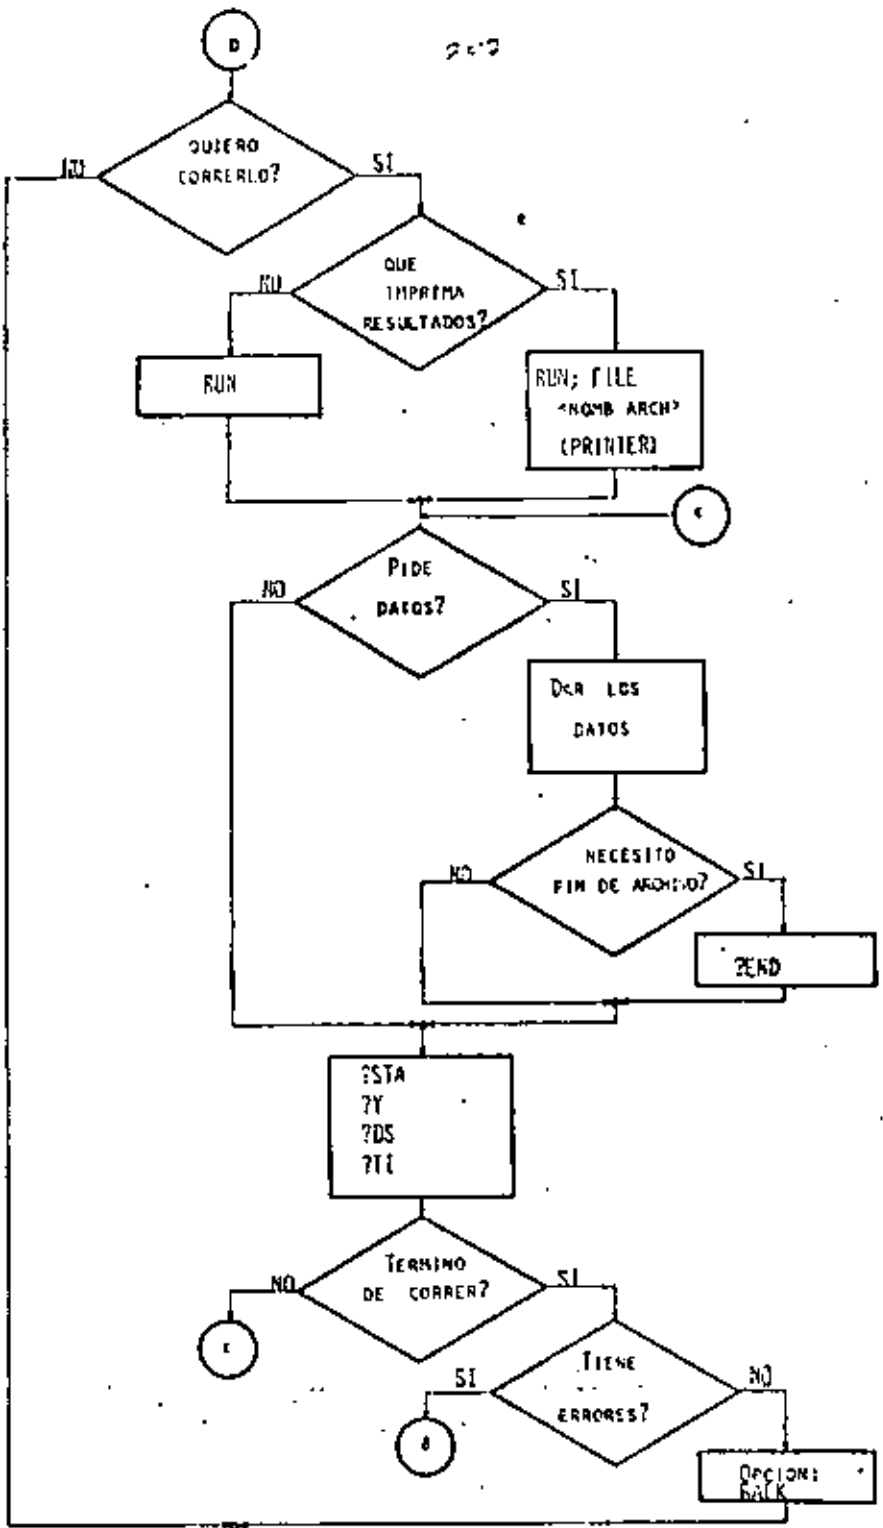 D
QUIERO
CORRERLO?
SI
QUE
IMPRIMA
RESULTADOS?
NO
SI
RUN
RUN; FILE
<NOMB ARCH>
(PRINTER)
PIDE
DATOS?
NO
SI
DAR LOS
DATOS
NECESITO
FIN DE ARCHIVO?
NO
SI
?END
?STA
?Y
?DS
?TI
TERMINO
DE CORRER?
NO
SI
TIENE
ERRORES?
SI
NO
OPCION:
BACK